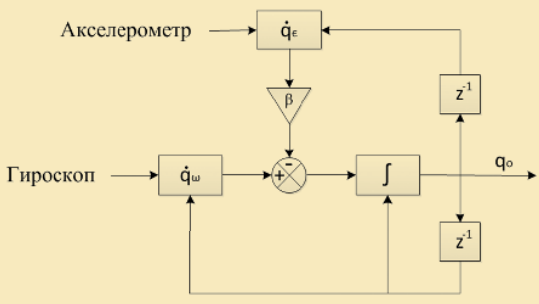 Акселерометр
q̇ε
β
z⁻¹
Гироскоп
q̇ω
+
-
∫
qo
z⁻¹